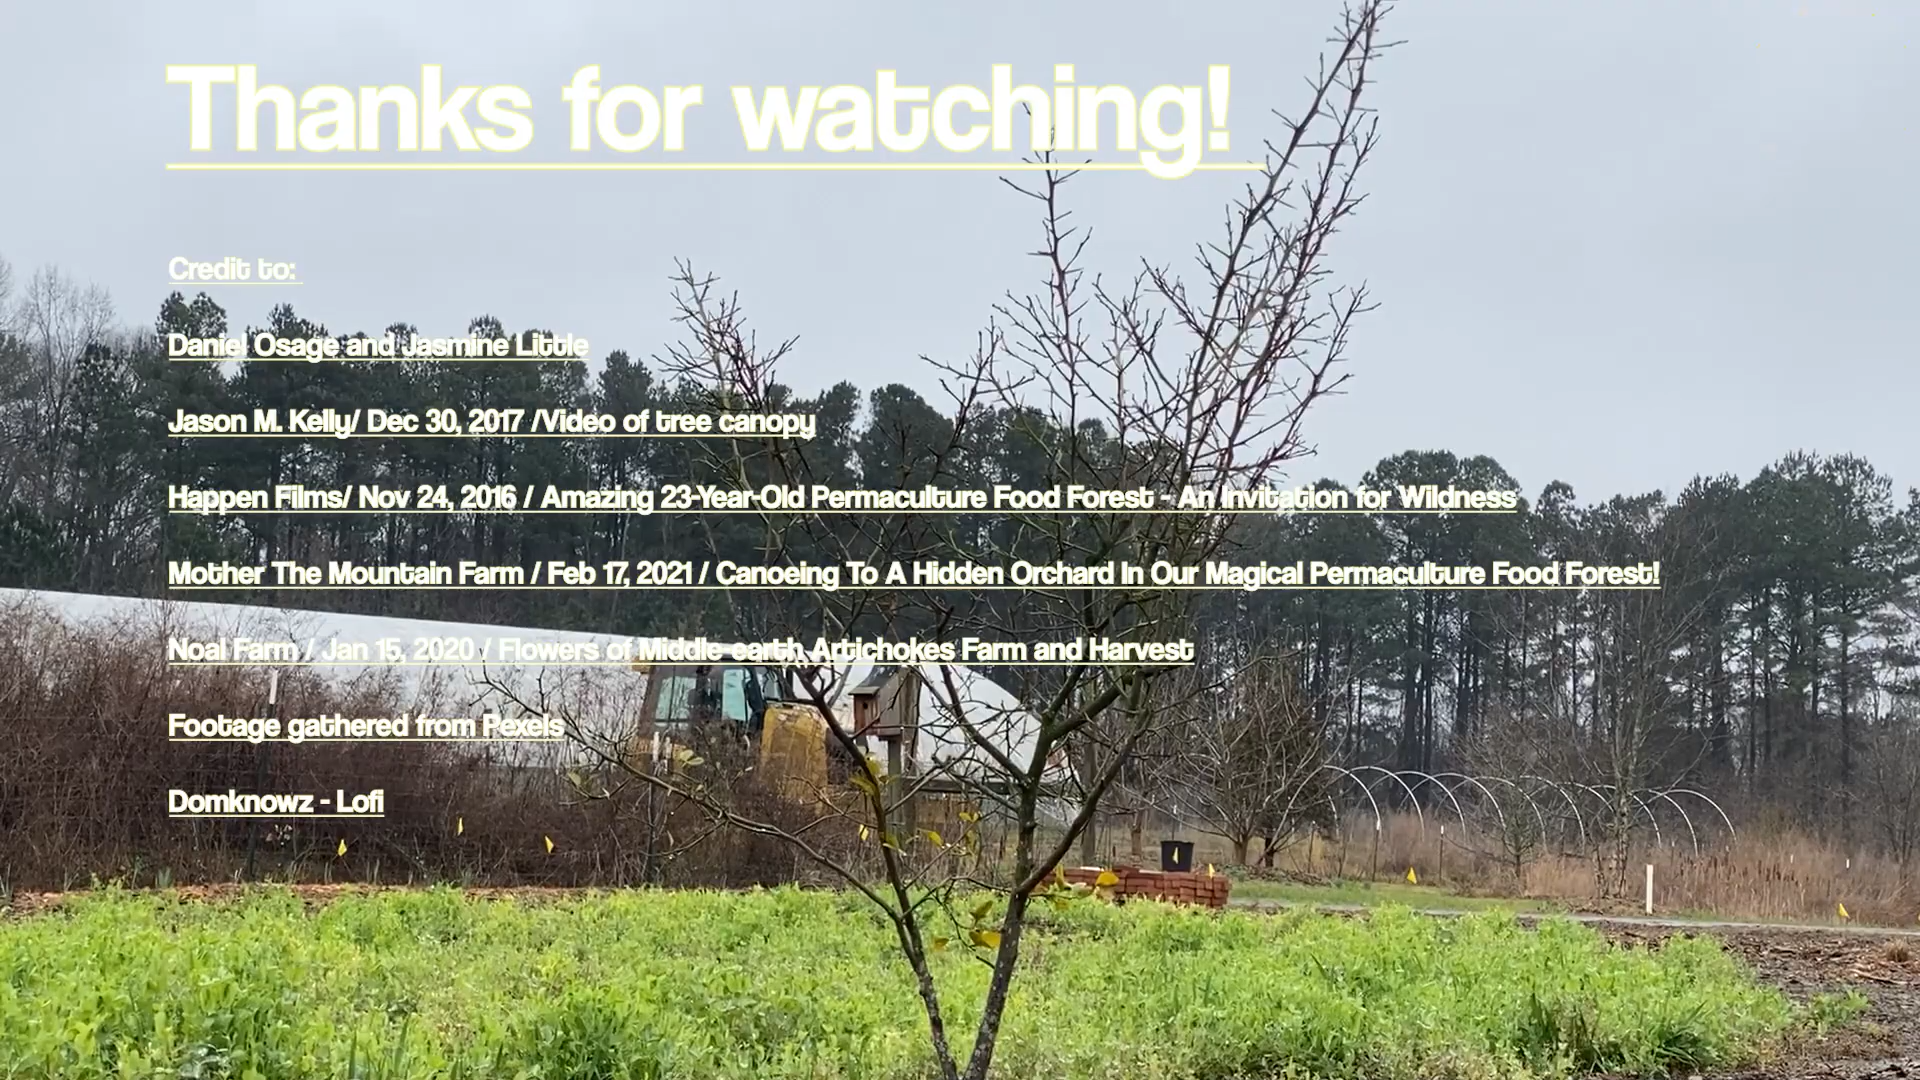 Thanks for watching!
Credit to:
Daniel Osage and Jasmine Little
Jason M. Kelly/ Dec 30, 2017 /Video of tree canopy
Happen Films/ Nov 24, 2016 / Amazing 23-Year-Old Permaculture Food Forest - An Invitation for Wildness
Mother The Mountain Farm / Feb 17, 2021 / Canoeing To A Hidden Orchard In Our Magical Permaculture Food Forest!
Noal Farm / Jan 15, 2020 / Flowers of Middle-earth Artichokes Farm and Harvest
Footage gathered from Pexels
Domknowz - Lofi